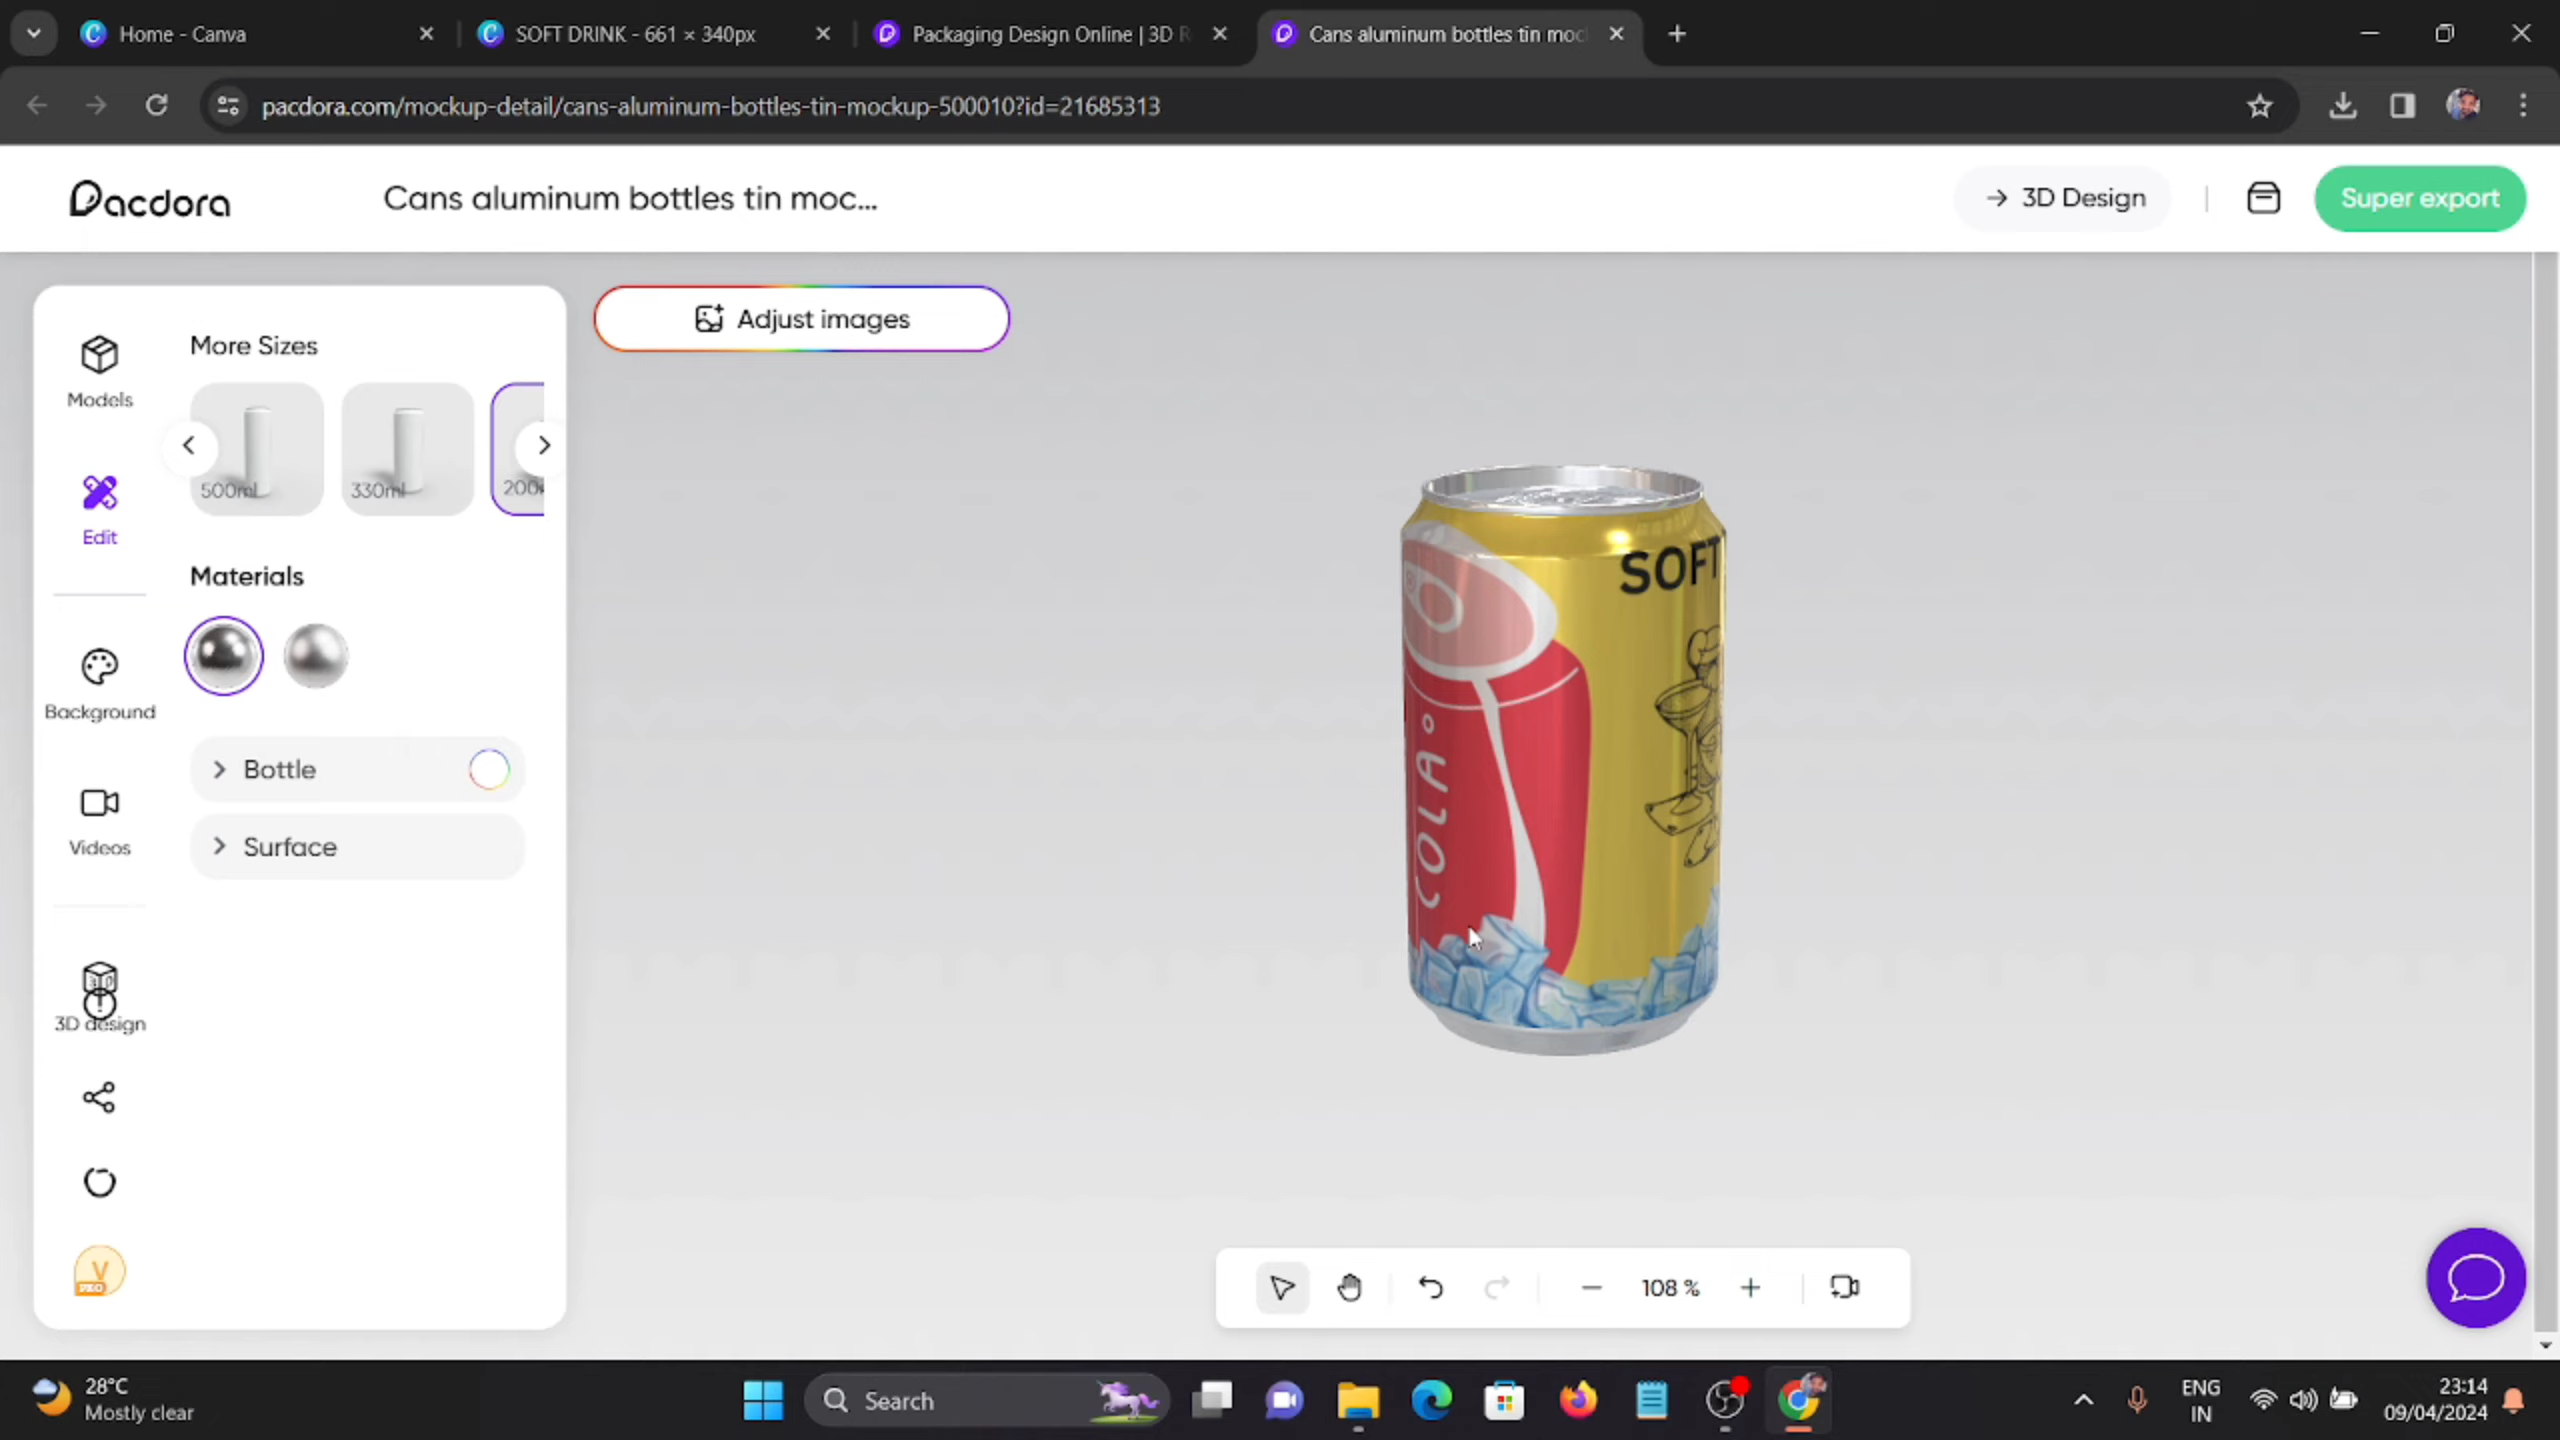 Home - Canva
SOFT DRINK - 661 × 340px
Packaging Design Online | 3D R
Cans aluminum bottles tin moc
pacdora.com/mockup-detail/cans-aluminum-bottles-tin-mockup-500010?id=21685313
Pacdora
Cans aluminum bottles tin moc...
3D Design
Super export
Adjust images
Models
More Sizes
500ml
330ml
200
Edit
Materials
Background
Bottle
Videos
Surface
3D design
SOFT
COLA
V
PRO
108 %
28°C
Mostly clear
Search
ENG
IN
23:14
09/04/2024